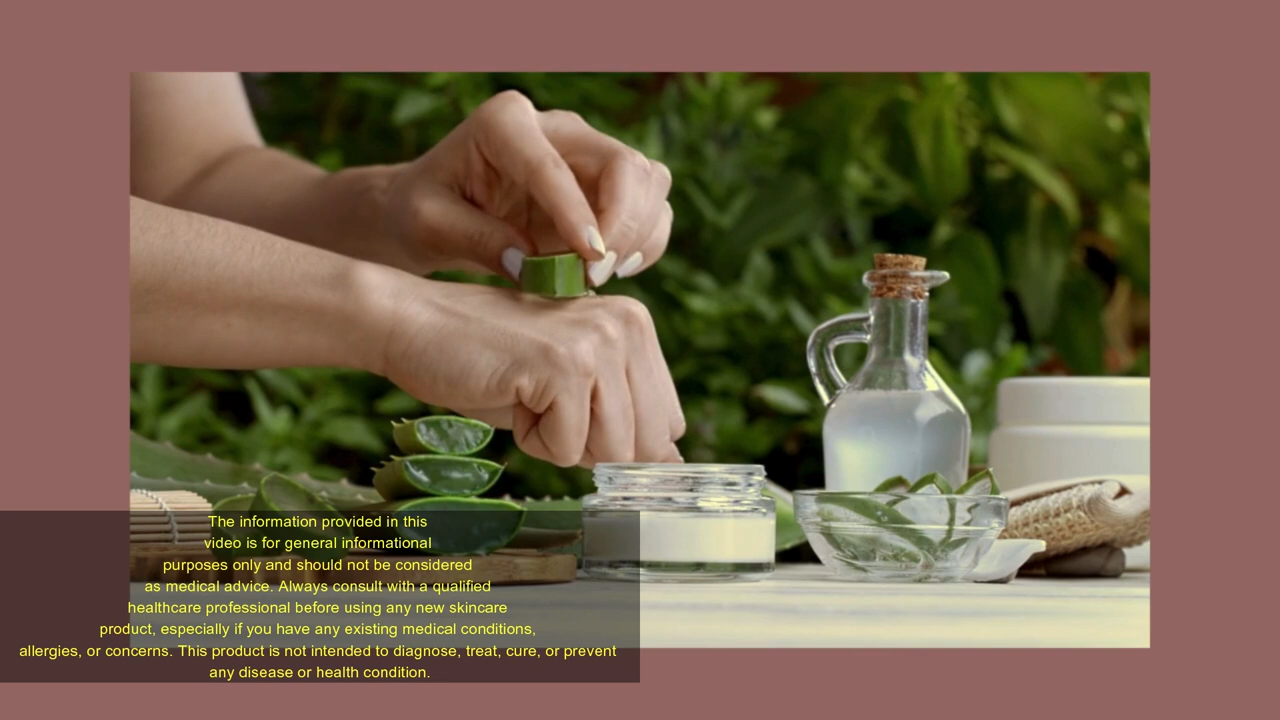 The information provided in this
video is for general informational
purposes only and should not be considered
as medical advice. Always consult with a qualified
healthcare professional before using any new skincare
product, especially if you have any existing medical conditions,
allergies, or concerns. This product is not intended to diagnose, treat, cure, or prevent
any disease or health condition.